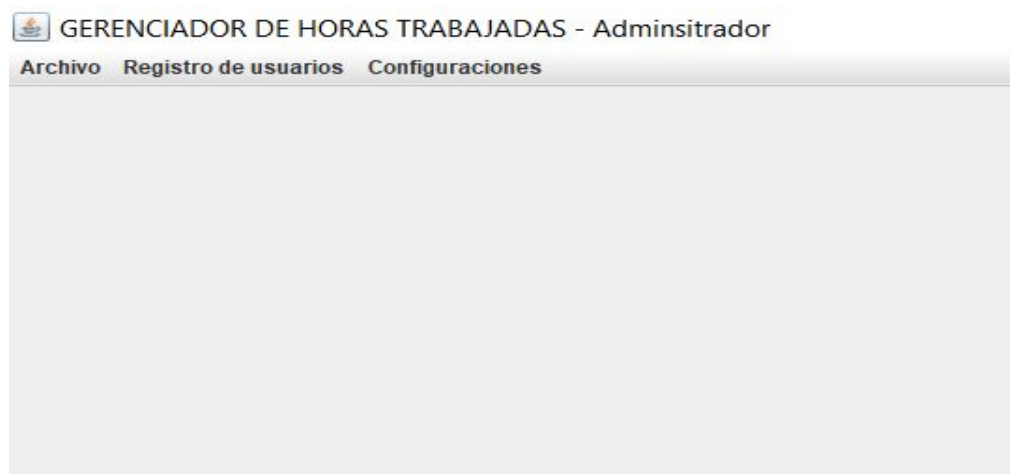 GERENCIADOR DE HORAS TRABAJADAS - Adminsitrador
Archivo Registro de usuarios Configuraciones